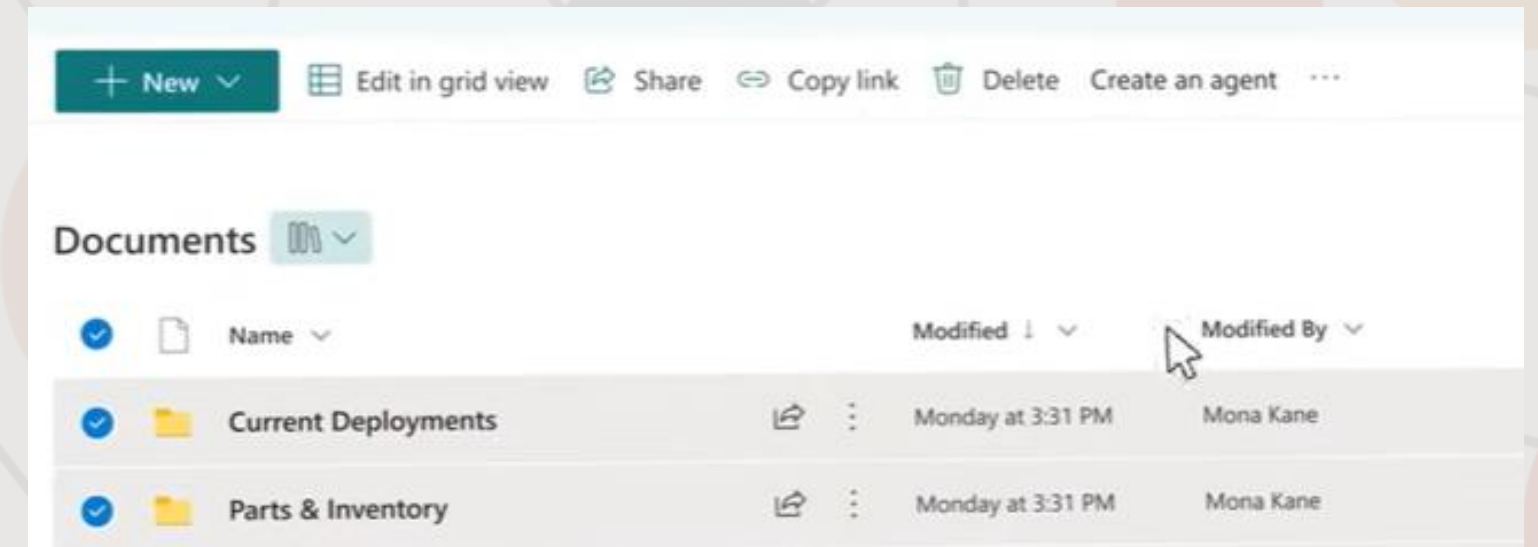 New Edit in grid view Share Copy link Delete Create an agent ...
Documents
Name Modified ↓ Modified By
Current Deployments Monday at 3:31 PM Mona Kane
Parts & Inventory Monday at 3:31 PM Mona Kane